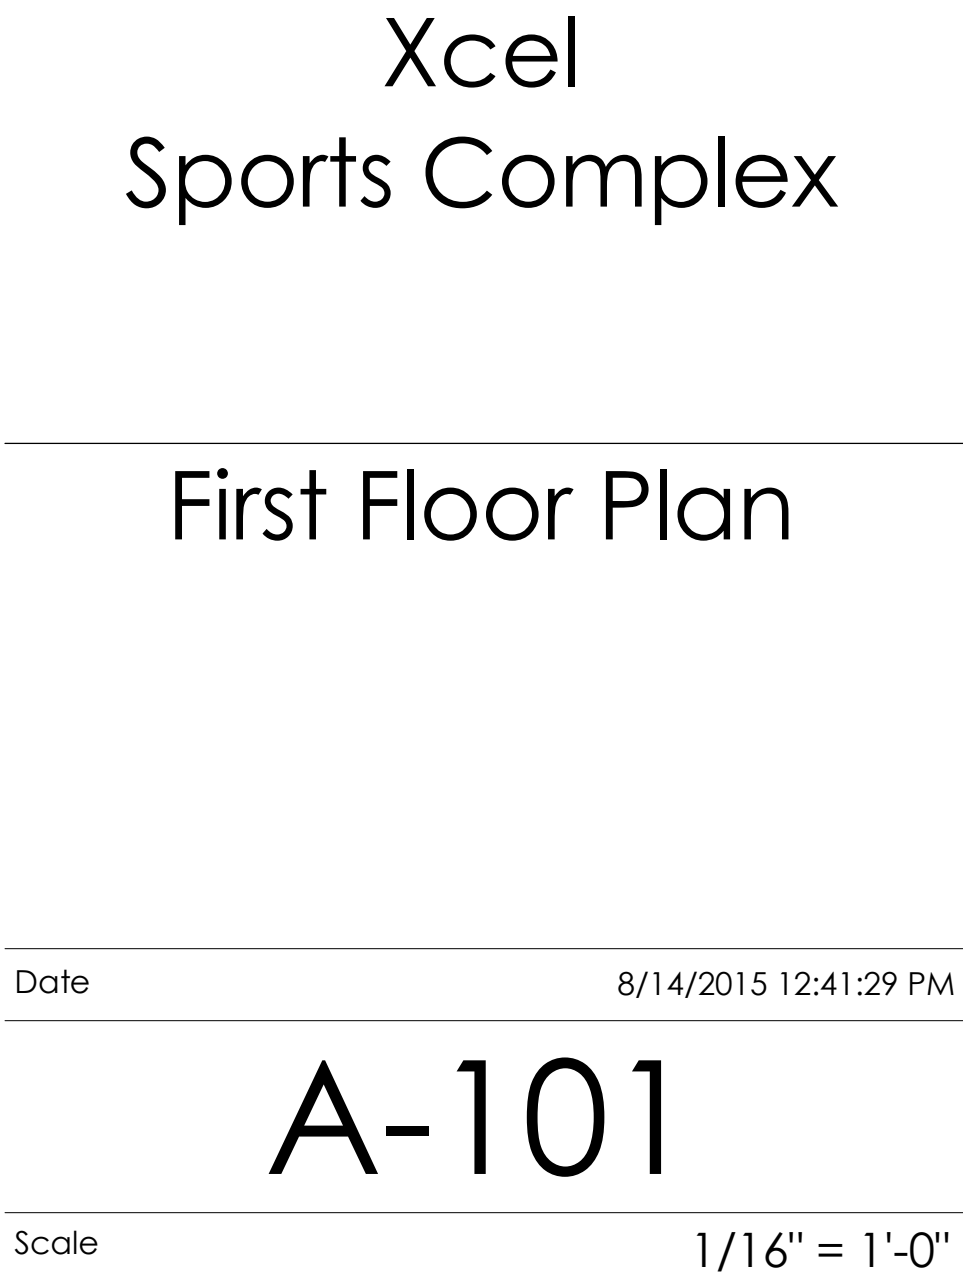 Xcel
Sports Complex
First Floor Plan
Date 8/14/2015 12:41:29 PM
A-101
Scale 1/16" = 1'-0"